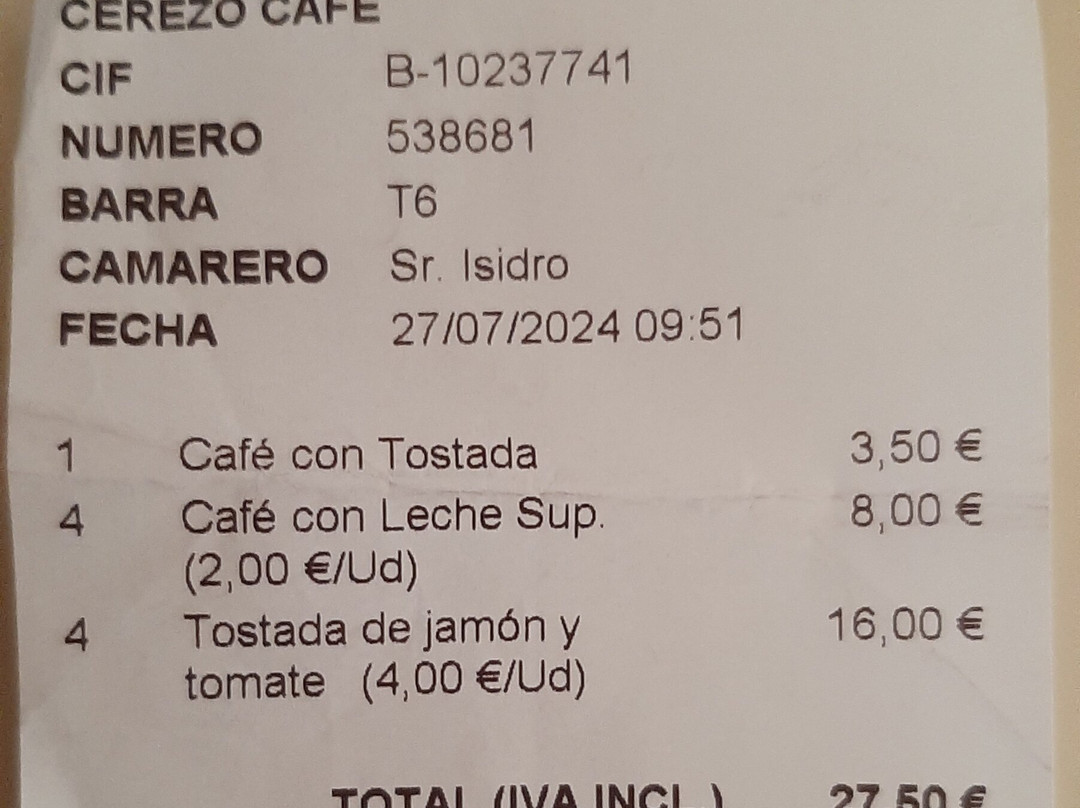 CEREZO CAFE
CIF B-10237741
NUMERO 538681
BARRA T6
CAMARERO Sr. Isidro
FECHA 27/07/2024 09:51
1 Café con Tostada 3,50 €
4 Café con Leche Sup. 8,00 €
(2,00 €/Ud)
4 Tostada de jamón y 16,00 €
tomate (4,00 €/Ud)
TOTAL (IVA INCL.) 27,50 €